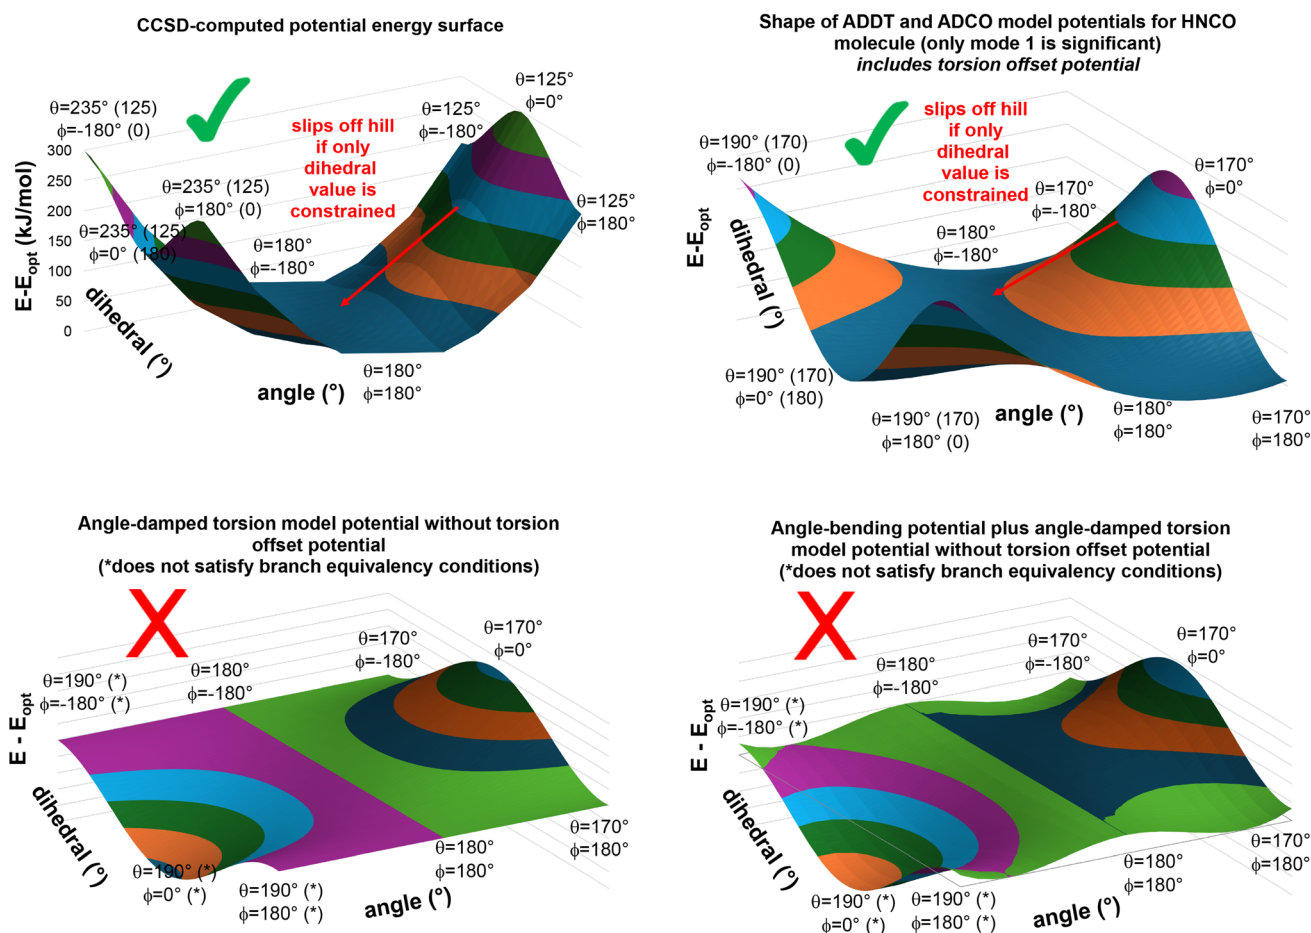 CCSD-computed potential energy surface
θ=235° (125)
ϕ=-180° (0)
300
250
200
150
100
50
0
E-E_opt (kJ/mol)
θ=235° (125)
ϕ=180° (0)
θ=235° (125)
ϕ=0° (180)
slips off hill
if only
dihedral
value is
constrained
θ=125°
ϕ=-180°
θ=125°
ϕ=0°
θ=125°
ϕ=180°
θ=180°
ϕ=-180°
dihedral (°)
angle (°)
θ=180°
ϕ=180°
Shape of ADDT and ADCO model potentials for HNCO
molecule (only mode 1 is significant)
includes torsion offset potential
θ=190° (170)
ϕ=-180° (0)
slips off hill
if only
dihedral
value is
constrained
θ=170°
ϕ=-180°
θ=170°
ϕ=0°
θ=180°
ϕ=-180°
E-E_opt
dihedral (°)
θ=190° (170)
ϕ=0° (180)
θ=190° (170)
ϕ=180° (0)
angle (°)
θ=180°
ϕ=180°
θ=170°
ϕ=180°
Angle-damped torsion model potential without torsion
offset potential
(*does not satisfy branch equivalency conditions)
θ=190° (*)
ϕ=-180° (*)
θ=180°
ϕ=-180°
θ=170°
ϕ=-180°
θ=170°
ϕ=0°
E - E_opt
dihedral (°)
θ=190° (*)
ϕ=0° (*)
θ=190° (*)
ϕ=180° (*)
angle (°)
θ=180°
ϕ=180°
θ=170°
ϕ=180°
Angle-bending potential plus angle-damped torsion
model potential without torsion offset potential
(*does not satisfy branch equivalency conditions)
θ=190° (*)
ϕ=-180° (*)
θ=180°
ϕ=-180°
θ=170°
ϕ=-180°
θ=170°
ϕ=0°
E - E_opt
dihedral (°)
θ=190° (*)
ϕ=0° (*)
θ=190° (*)
ϕ=180° (*)
angle (°)
θ=180°
ϕ=180°
θ=170°
ϕ=180°